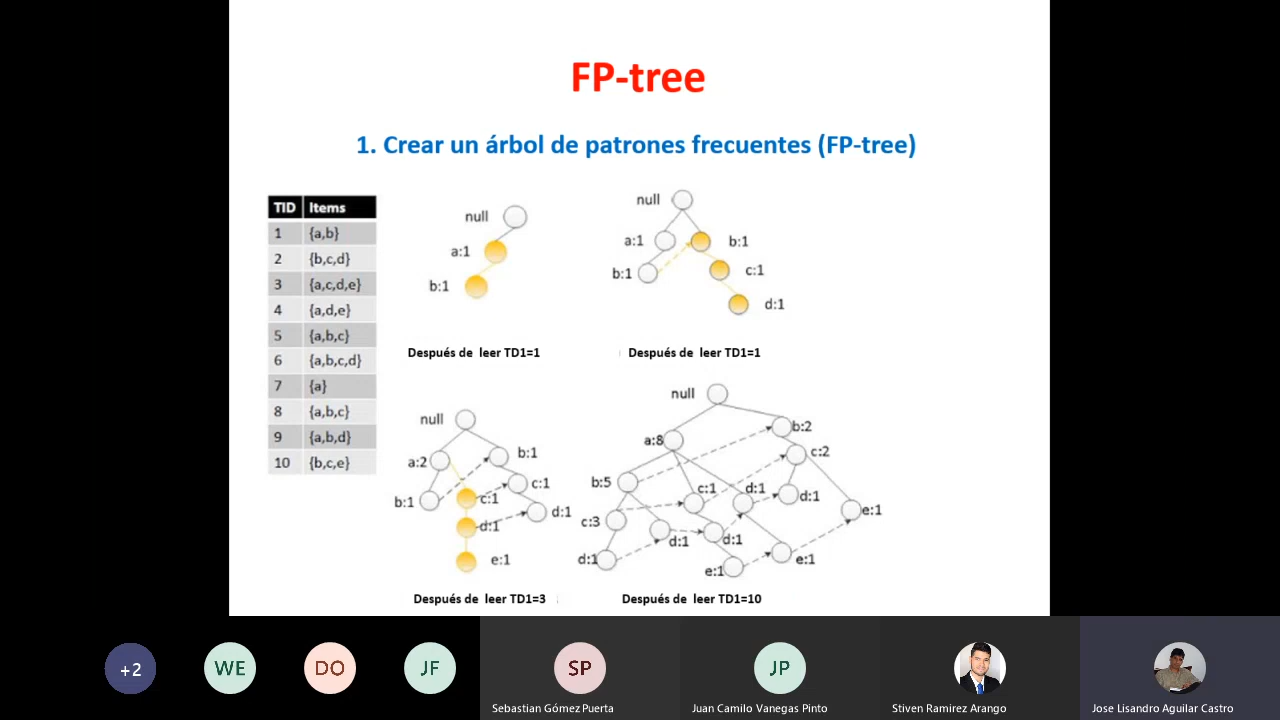 FP-tree
1. Crear un árbol de patrones frecuentes (FP-tree)
TID Items
1 {a,b}
2 {b,c,d}
3 {a,c,d,e}
4 {a,d,e}
5 {a,b,c}
6 {a,b,c,d}
7 {a}
8 {a,b,c}
9 {a,b,d}
10 {b,c,e}
null
a:1
b:1
Después de leer TD1=1
null
a:1 b:1
b:1 c:1
d:1
Después de leer TD1=1
null
a:2 b:1
b:1 c:1 c:1
d:1 d:1
e:1
Después de leer TD1=3
null
a:8 b:2
c:2
b:5 c:1 d:1 d:1
c:3 e:1
d:1 d:1
d:1 e:1
e:1
Después de leer TD1=10
+2
WE
DO
JF
SP
JP
Sebastian Gómez Puerta
Juan Camilo Vanegas Pinto
Stiven Ramirez Arango
Jose Lisandro Aguilar Castro